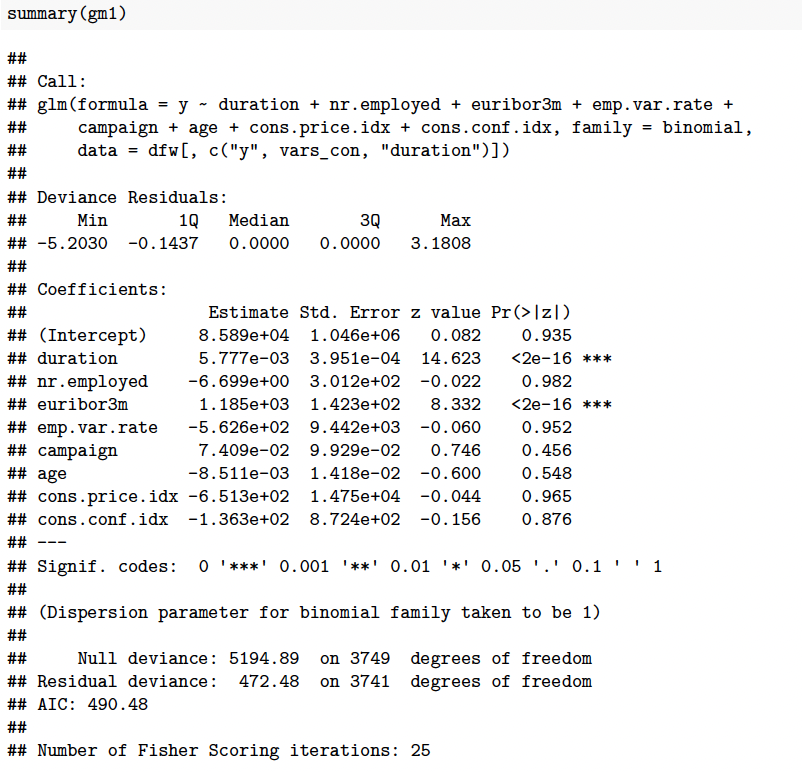 summary(gm1)
##
## Call:
## glm(formula = y ~ duration + nr.employed + euribor3m + emp.var.rate +
##     campaign + age + cons.price.idx + cons.conf.idx, family = binomial,
##     data = dfw[, c("y", vars_con, "duration")])
##
## Deviance Residuals:
##     Min       1Q   Median       3Q      Max
## -5.2030  -0.1437   0.0000   0.0000   3.1808
##
## Coefficients:
##                  Estimate Std. Error z value Pr(>|z|)
## (Intercept)     8.589e+04  1.046e+06   0.082    0.935
## duration        5.777e-03  3.951e-04  14.623   <2e-16 ***
## nr.employed    -6.699e+00  3.012e+02  -0.022    0.982
## euribor3m       1.185e+03  1.423e+02   8.332   <2e-16 ***
## emp.var.rate   -5.626e+02  9.442e+03  -0.060    0.952
## campaign        7.409e-02  9.929e-02   0.746    0.456
## age            -8.511e-03  1.418e-02  -0.600    0.548
## cons.price.idx -6.513e+02  1.475e+04  -0.044    0.965
## cons.conf.idx  -1.363e+02  8.724e+02  -0.156    0.876
## ---
## Signif. codes:  0 '***' 0.001 '**' 0.01 '*' 0.05 '.' 0.1 ' ' 1
##
## (Dispersion parameter for binomial family taken to be 1)
##
##     Null deviance: 5194.89  on 3749  degrees of freedom
## Residual deviance:  472.48  on 3741  degrees of freedom
## AIC: 490.48
##
## Number of Fisher Scoring iterations: 25